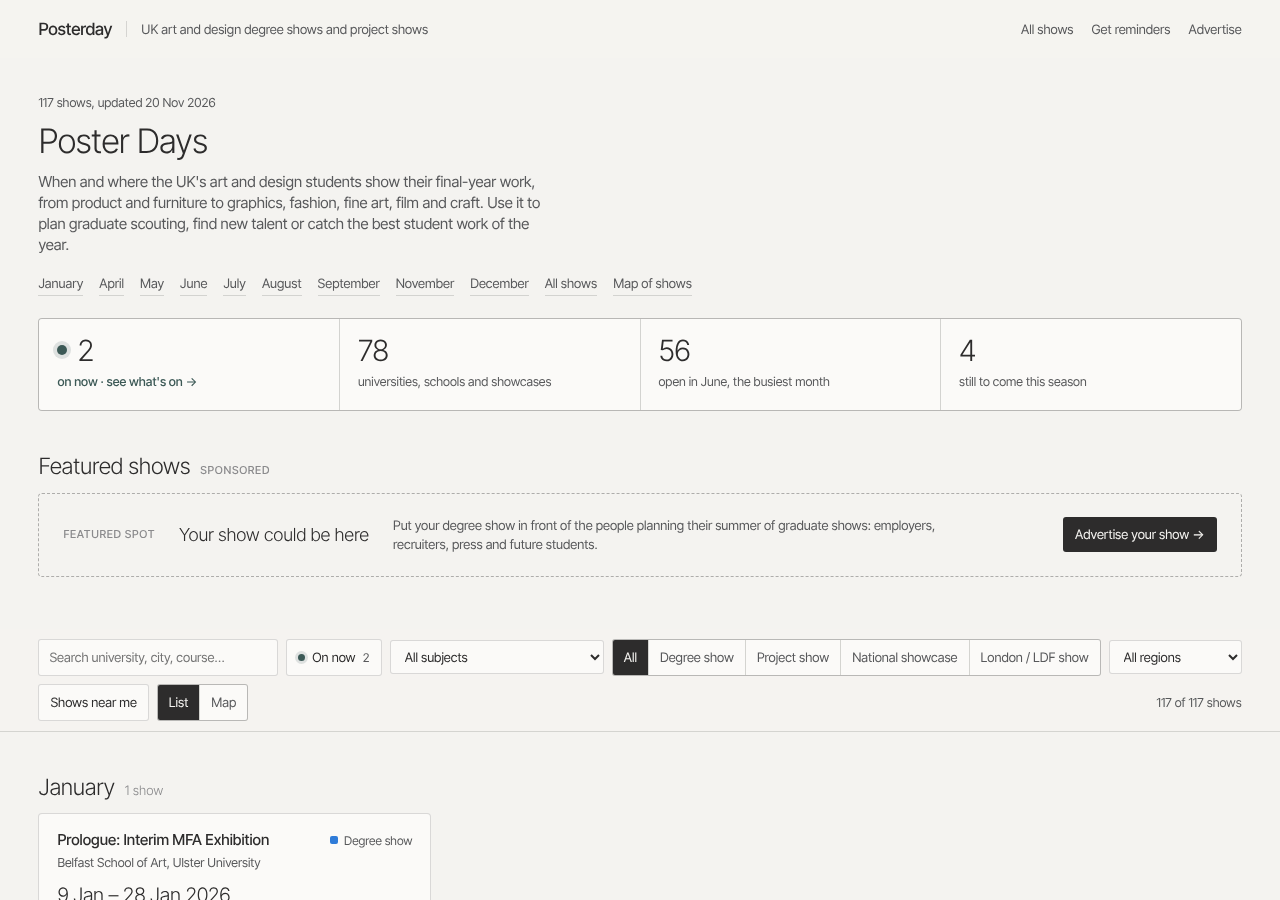 Posterday
UK art and design degree shows and project shows
All shows
Get reminders
Advertise
117 shows, updated 20 Nov 2026
Poster Days
When and where the UK's art and design students show their final-year work,
from product and furniture to graphics, fashion, fine art, film and craft. Use it to
plan graduate scouting, find new talent or catch the best student work of the
year.
January April May June July August September November December All shows Map of shows
2
on now · see what's on →
78
universities, schools and showcases
56
open in June, the busiest month
4
still to come this season
Featured shows SPONSORED
FEATURED SPOT
Your show could be here
Put your degree show in front of the people planning their summer of graduate shows: employers,
recruiters, press and future students.
Advertise your show →
Search university, city, course...
On now 2
All subjects
All Degree show Project show National showcase London / LDF show
All regions
Shows near me
List Map
117 of 117 shows
January 1 show
Prologue: Interim MFA Exhibition
Degree show
Belfast School of Art, Ulster University
9 Jan – 28 Jan 2026